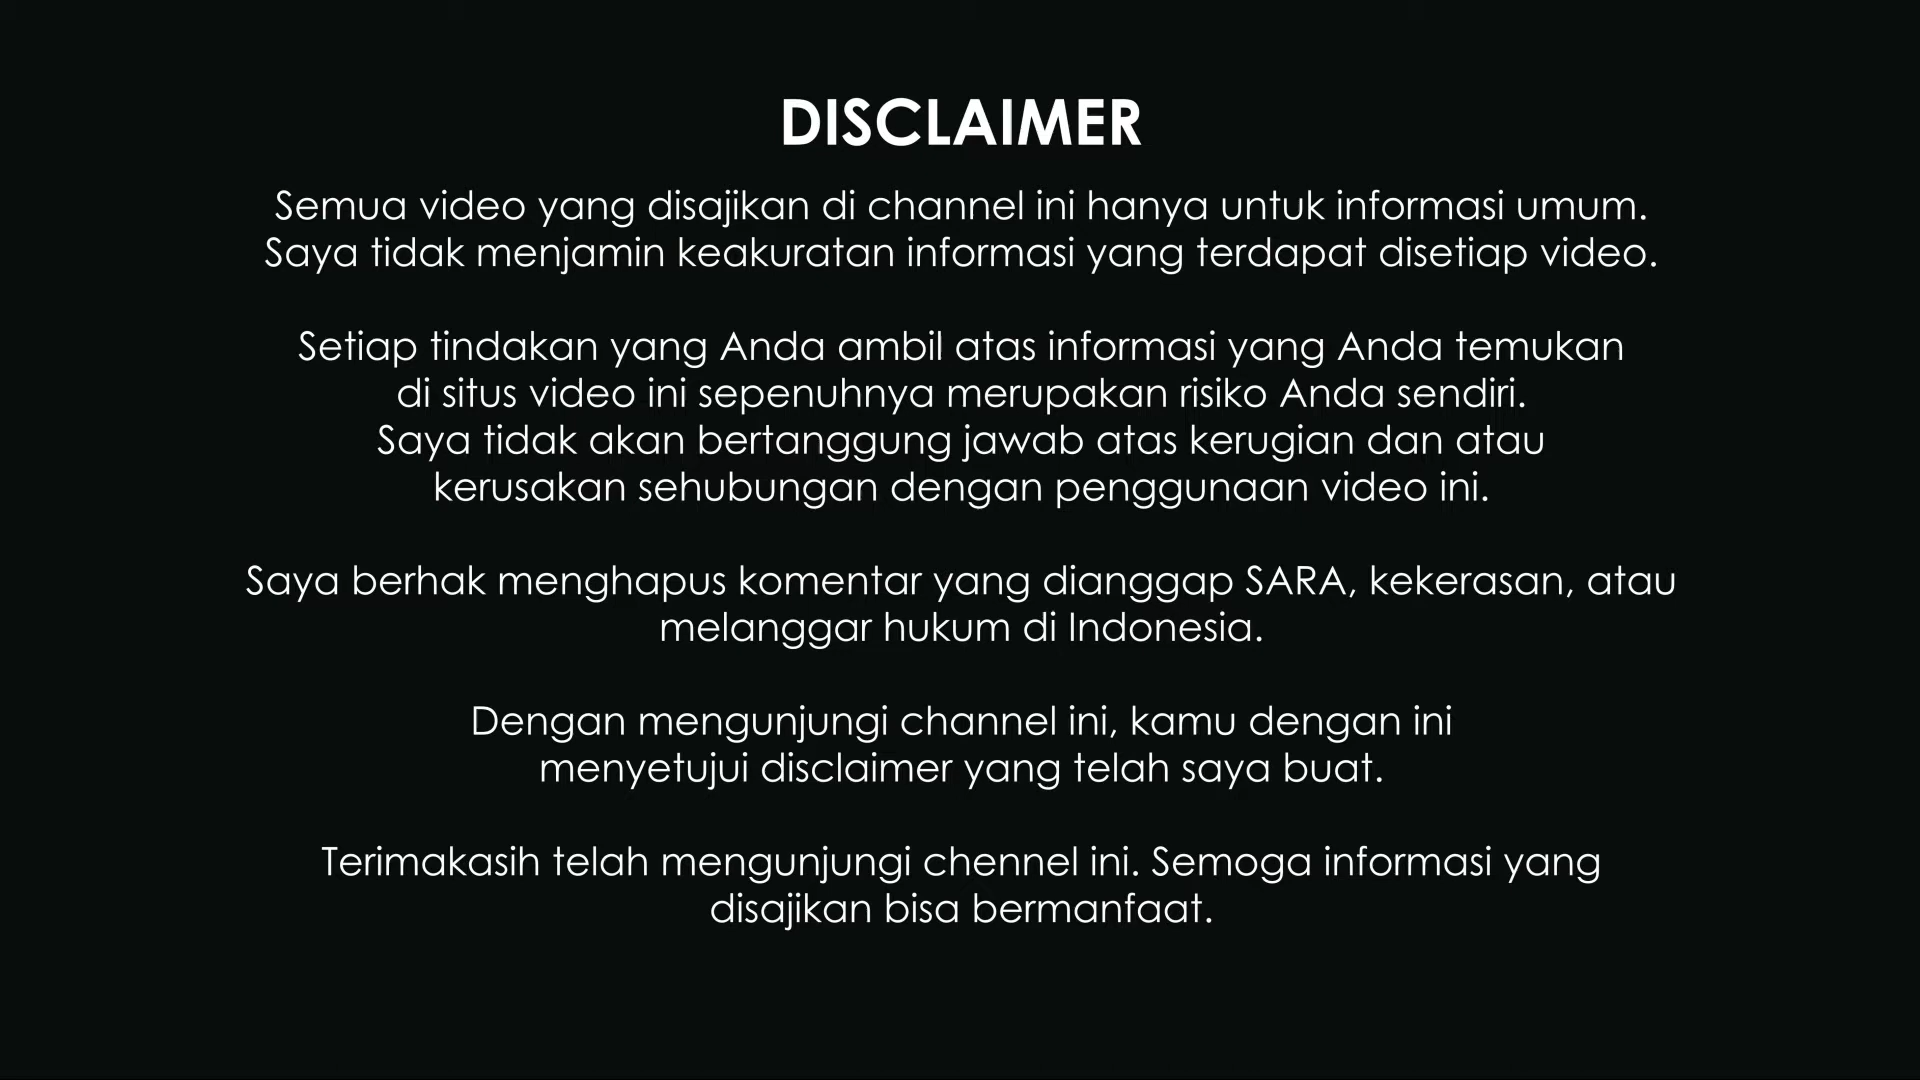 DISCLAIMER
Semua video yang disajikan di channel ini hanya untuk informasi umum.
Saya tidak menjamin keakuratan informasi yang terdapat disetiap video.
Setiap tindakan yang Anda ambil atas informasi yang Anda temukan
di situs video ini sepenuhnya merupakan risiko Anda sendiri.
Saya tidak akan bertanggung jawab atas kerugian dan atau
kerusakan sehubungan dengan penggunaan video ini.
Saya berhak menghapus komentar yang dianggap SARA, kekerasan, atau
melanggar hukum di Indonesia.
Dengan mengunjungi channel ini, kamu dengan ini
menyetujui disclaimer yang telah saya buat.
Terimakasih telah mengunjungi chennel ini. Semoga informasi yang
disajikan bisa bermanfaat.